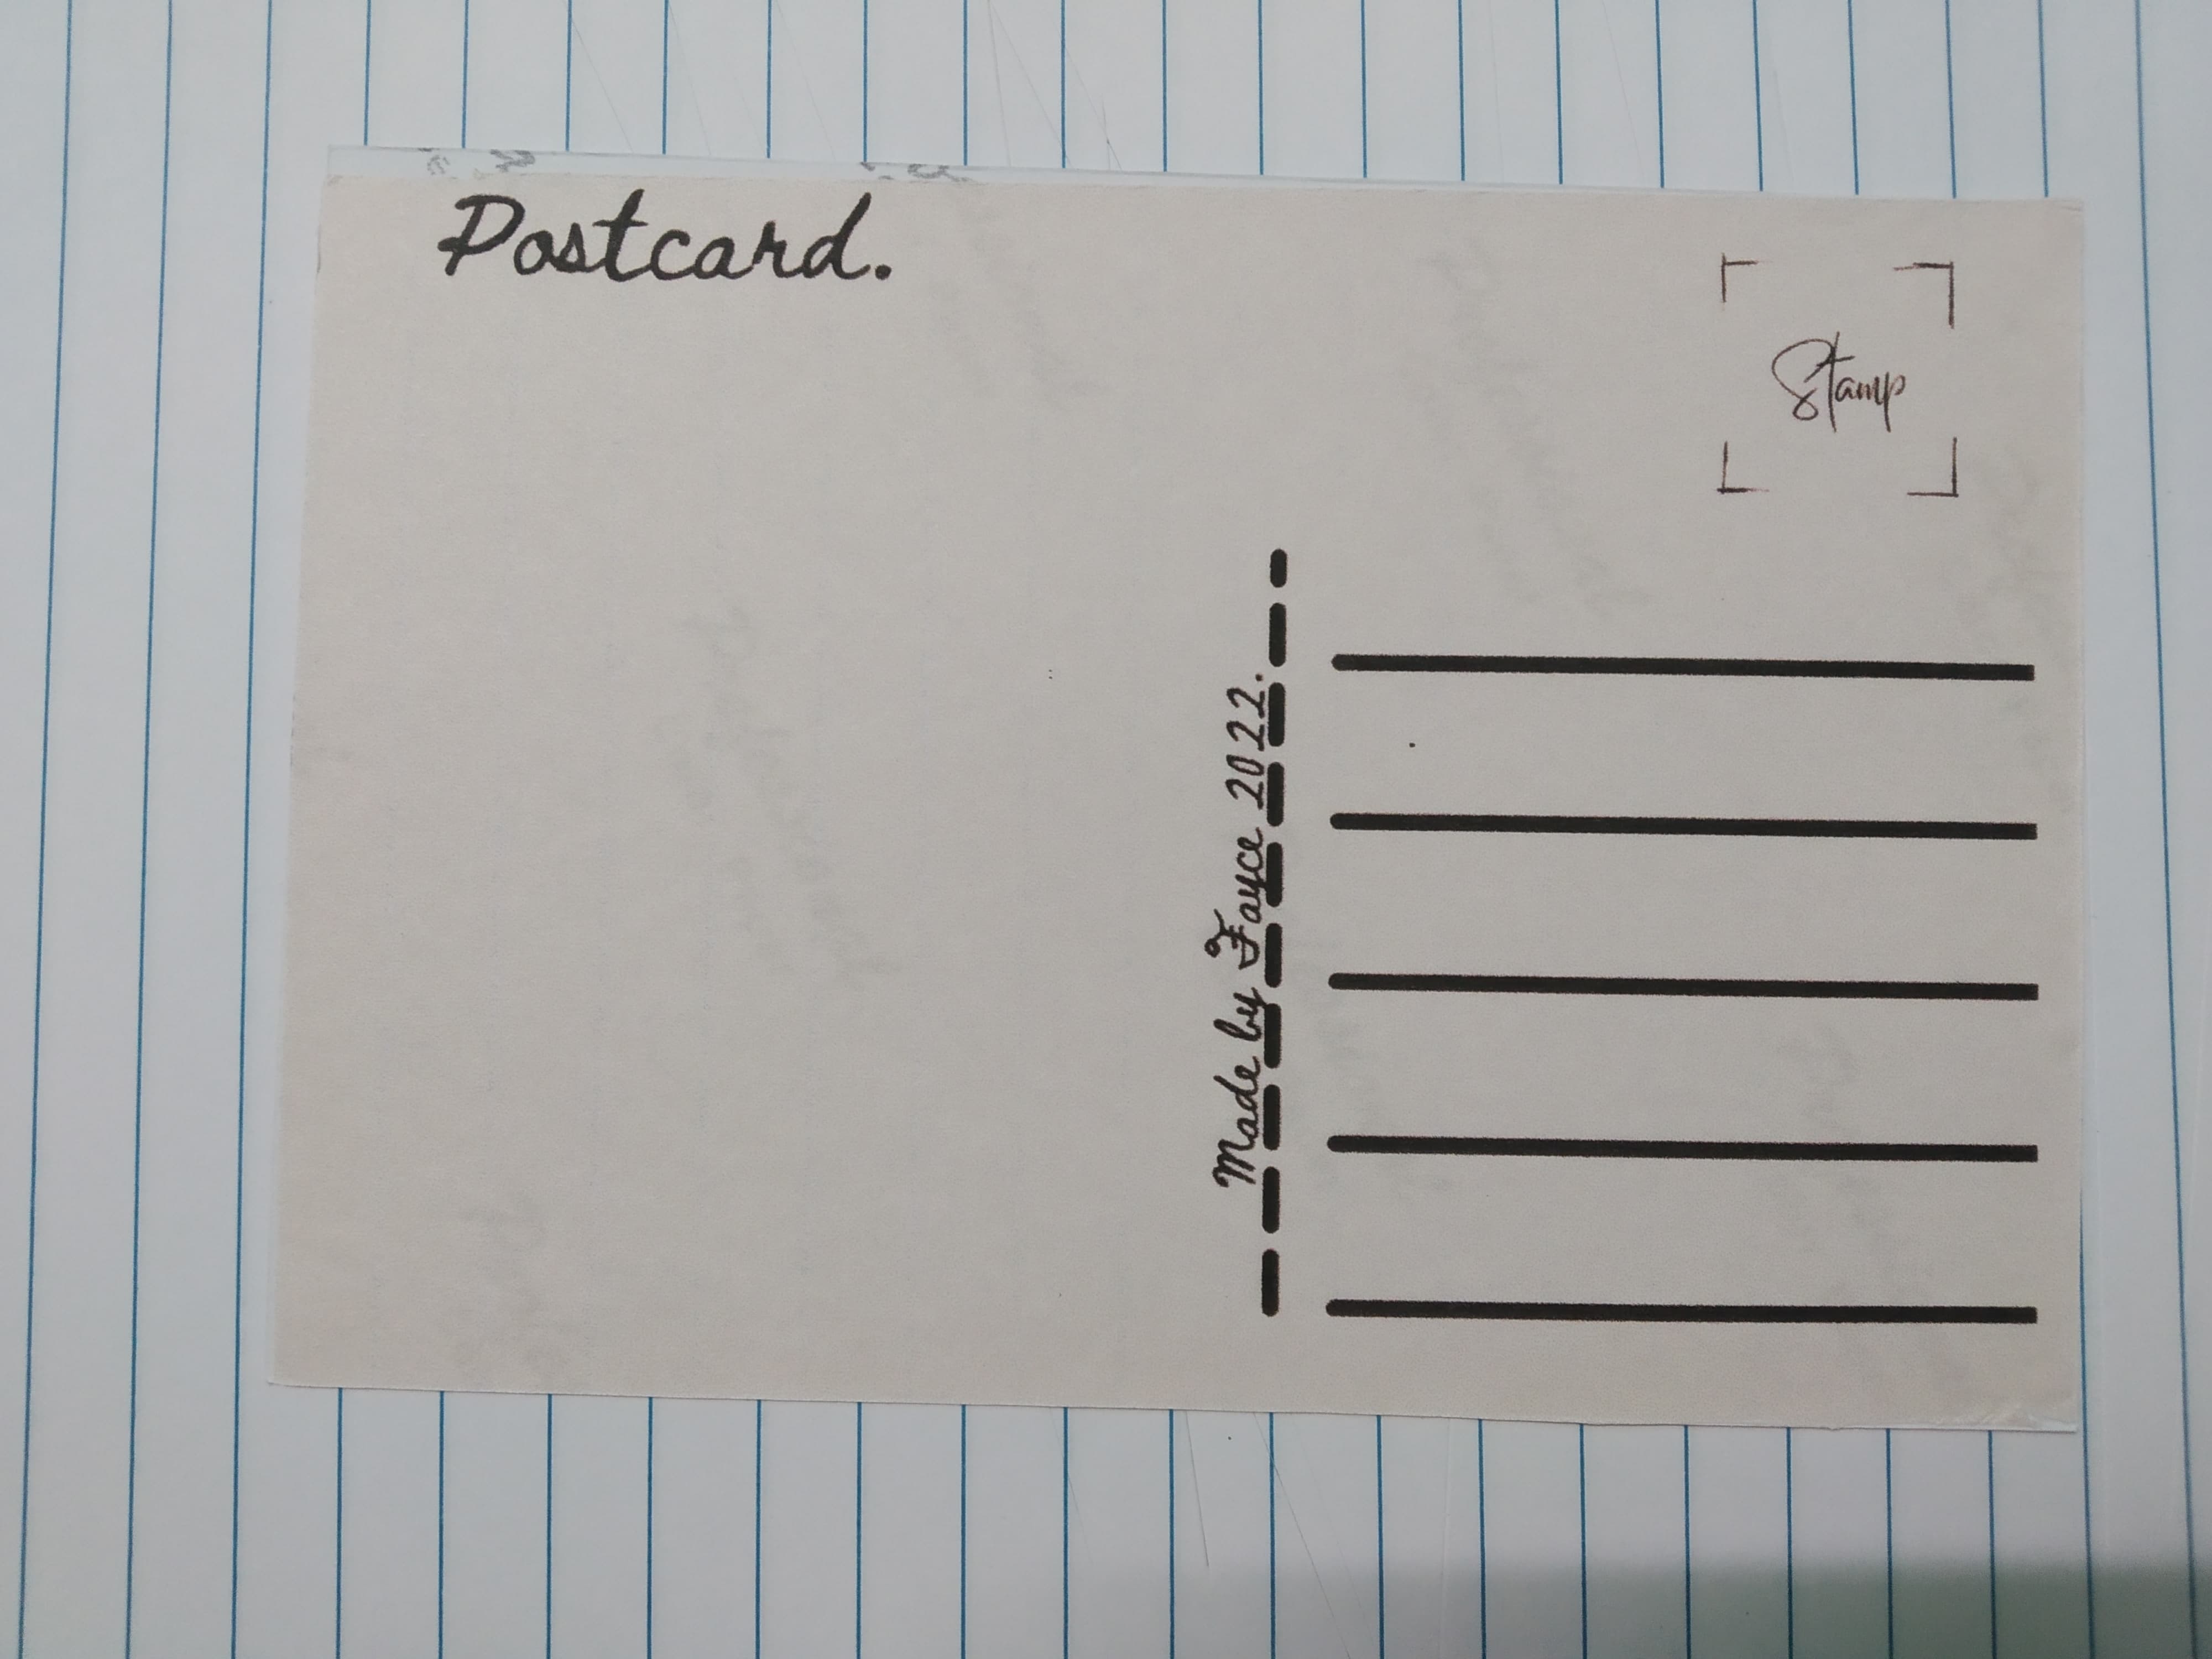 Postcard.
Stamp
Made by Fayce 2022.